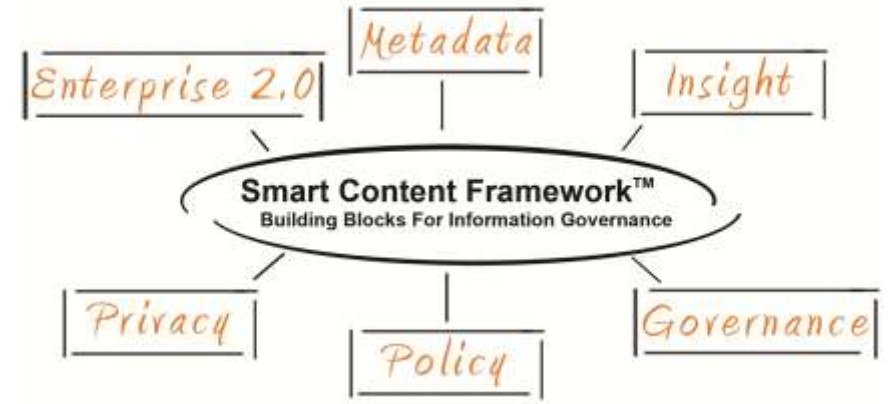 Metadata
Enterprise 2.0
Insight
Smart Content Framework™
Building Blocks For Information Governance
Privacy
Policy
Governance